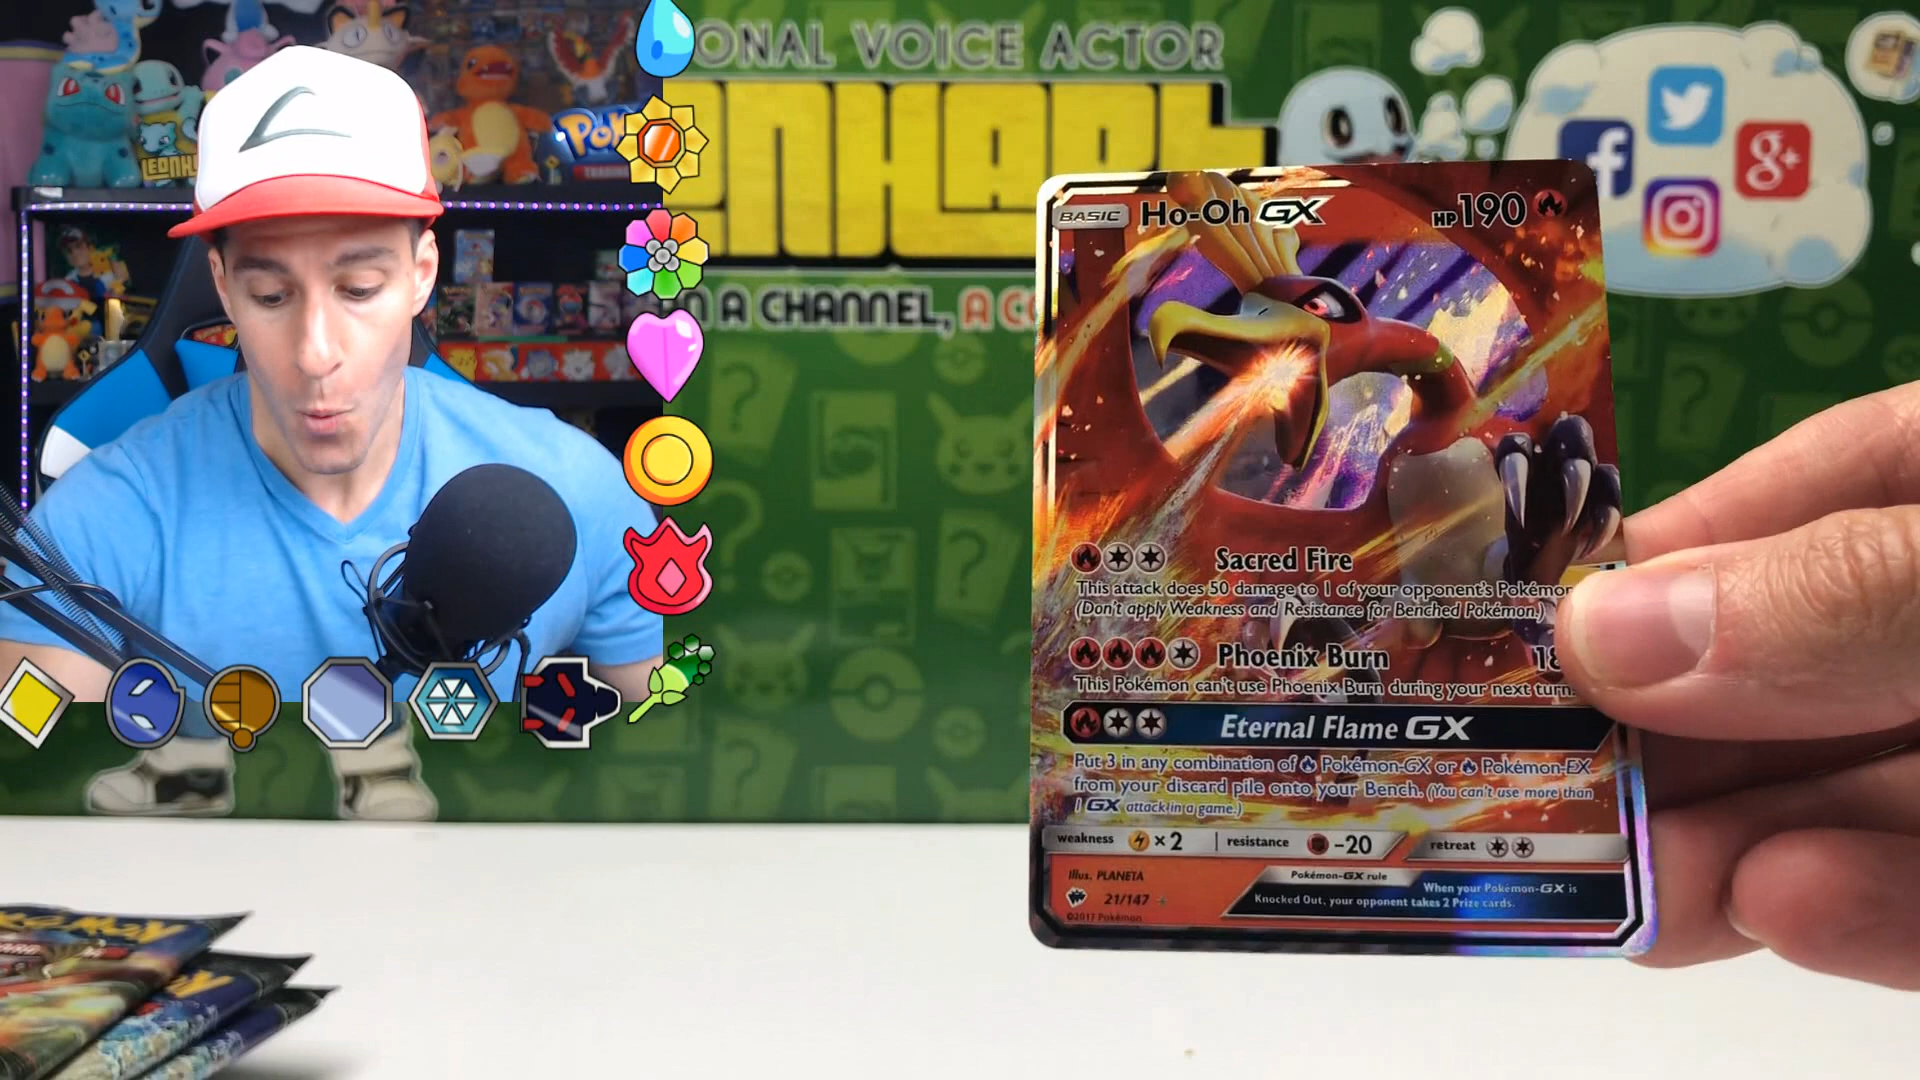 ONAL VOICE ACTOR
A CHANNEL, A
LEONH
BASIC Ho-Oh GX HP 190
Sacred Fire
This attack does 50 damage to 1 of your opponent's Pokémon
(Don't apply Weakness and Resistance for Benched Pokémon.)
Phoenix Burn 18
This Pokémon can't use Phoenix Burn during your next turn.
Eternal Flame GX
Put 3 in any combination of Pokémon-GX or Pokémon-EX
from your discard pile onto your Bench. (You can't use more than
1 GX attack in a game.)
weakness ×2 resistance -20 retreat
Illus. PLANETA
Pokémon-GX rule
When your Pokémon-GX is
Knocked Out, your opponent takes 2 Prize cards.
21/147
©2017 Pokémon
f
g+